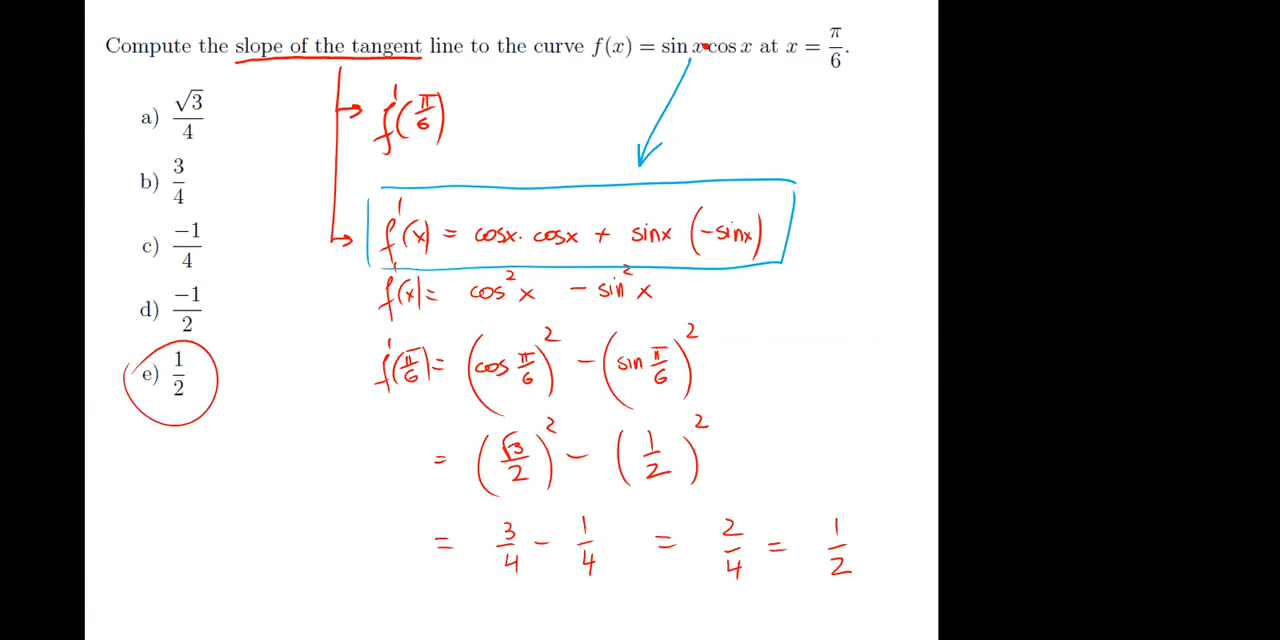 Compute the slope of the tangent line to the curve f(x) = sin x · cos x at x = π/6.
a) √3/4
b) 3/4
c) -1/4
d) -1/2
e) 1/2
f'(π/6)
f'(x) = cosx · cosx + sinx (-sinx)
f'(x) = cos²x - sin²x
f'(π/6) = (cos π/6)² - (sin π/6)²
= (√3/2)² - (1/2)²
= 3/4 - 1/4 = 2/4 = 1/2